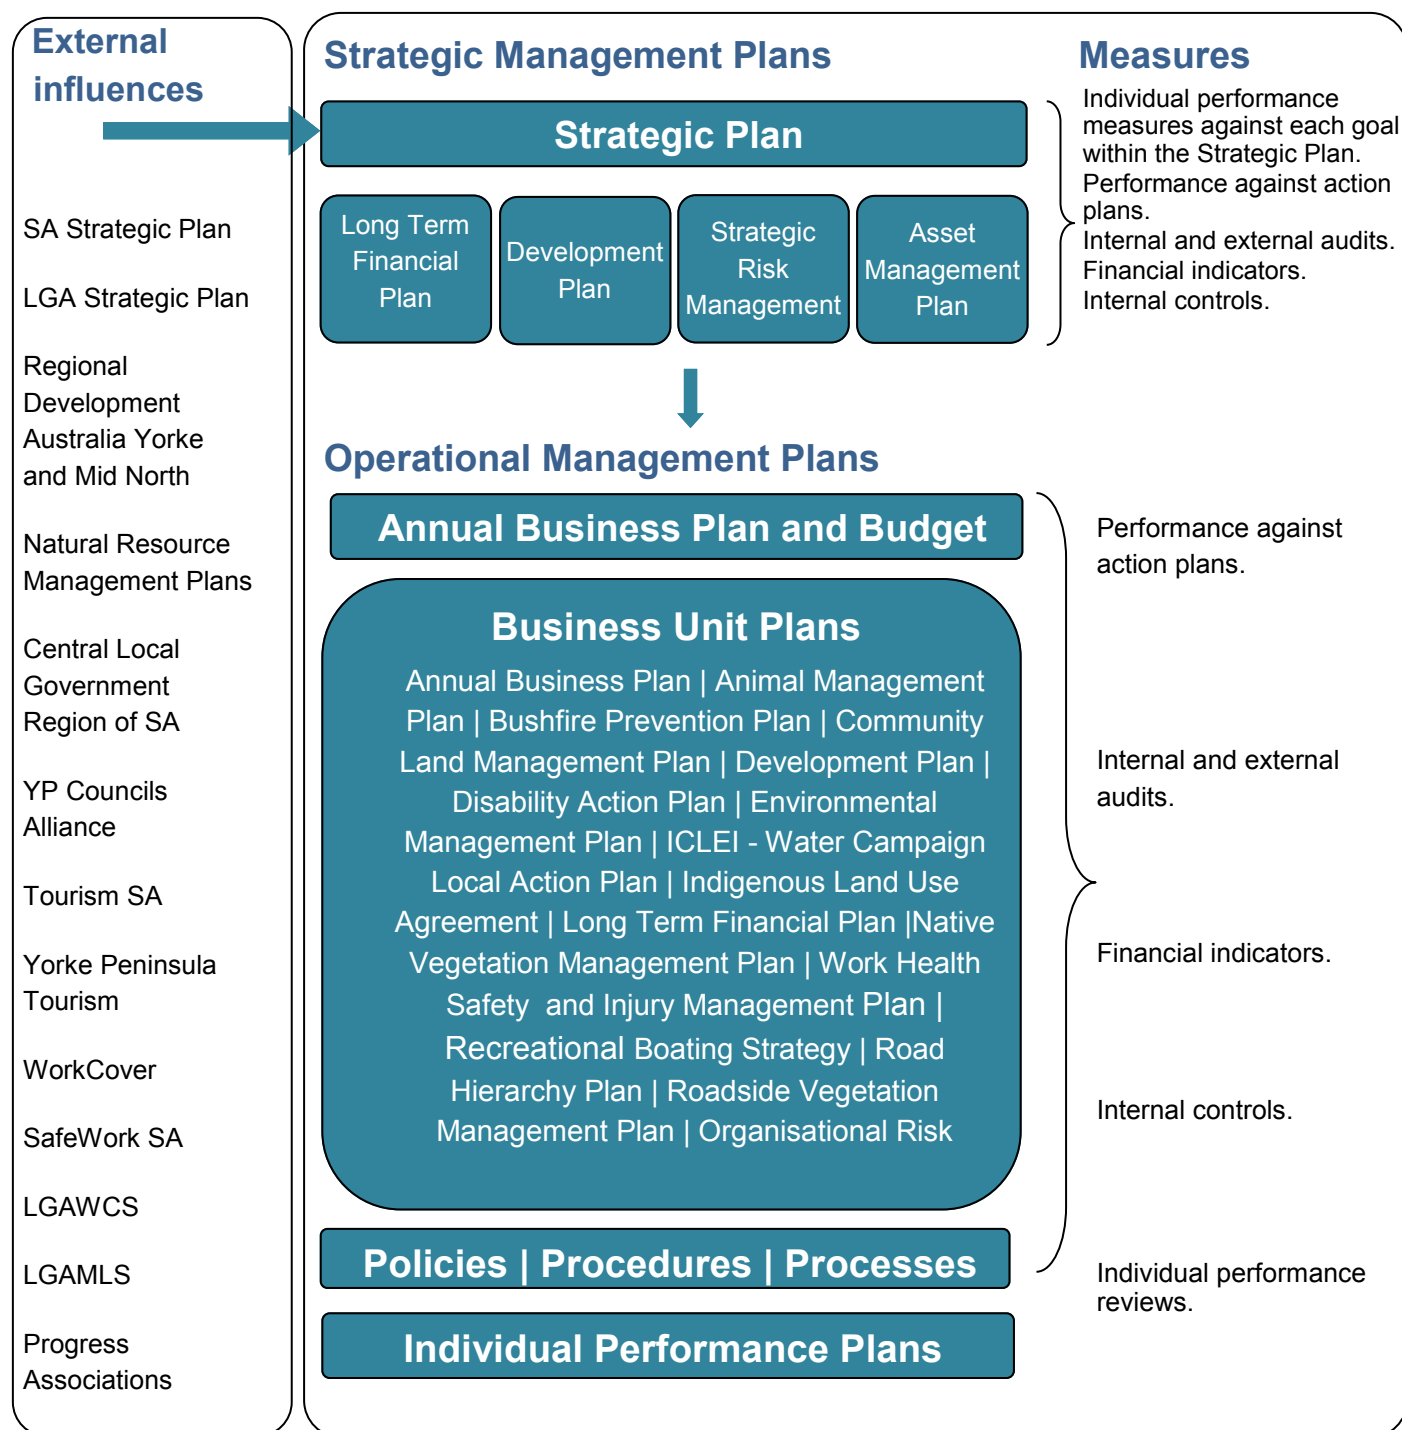 External
influences
SA Strategic Plan
LGA Strategic Plan
Regional
Development
Australia Yorke
and Mid North
Natural Resource
Management Plans
Central Local
Government
Region of SA
YP Councils
Alliance
Tourism SA
Yorke Peninsula
Tourism
WorkCover
SafeWork SA
LGAWCS
LGAMLS
Progress
Associations
Strategic Management Plans
Strategic Plan
Long Term
Financial
Plan
Development
Plan
Strategic
Risk
Management
Asset
Management
Plan
Measures
Individual performance
measures against each goal
within the Strategic Plan.
Performance against action
plans.
Internal and external audits.
Financial indicators.
Internal controls.
Operational Management Plans
Annual Business Plan and Budget
Business Unit Plans
Annual Business Plan | Animal Management
Plan | Bushfire Prevention Plan | Community
Land Management Plan | Development Plan |
Disability Action Plan | Environmental
Management Plan | ICLEI - Water Campaign
Local Action Plan | Indigenous Land Use
Agreement | Long Term Financial Plan |Native
Vegetation Management Plan | Work Health
Safety  and Injury Management Plan |
Recreational Boating Strategy | Road
Hierarchy Plan | Roadside Vegetation
Management Plan | Organisational Risk
Policies | Procedures | Processes
Individual Performance Plans
Performance against
action plans.
Internal and external
audits.
Financial indicators.
Internal controls.
Individual performance
reviews.